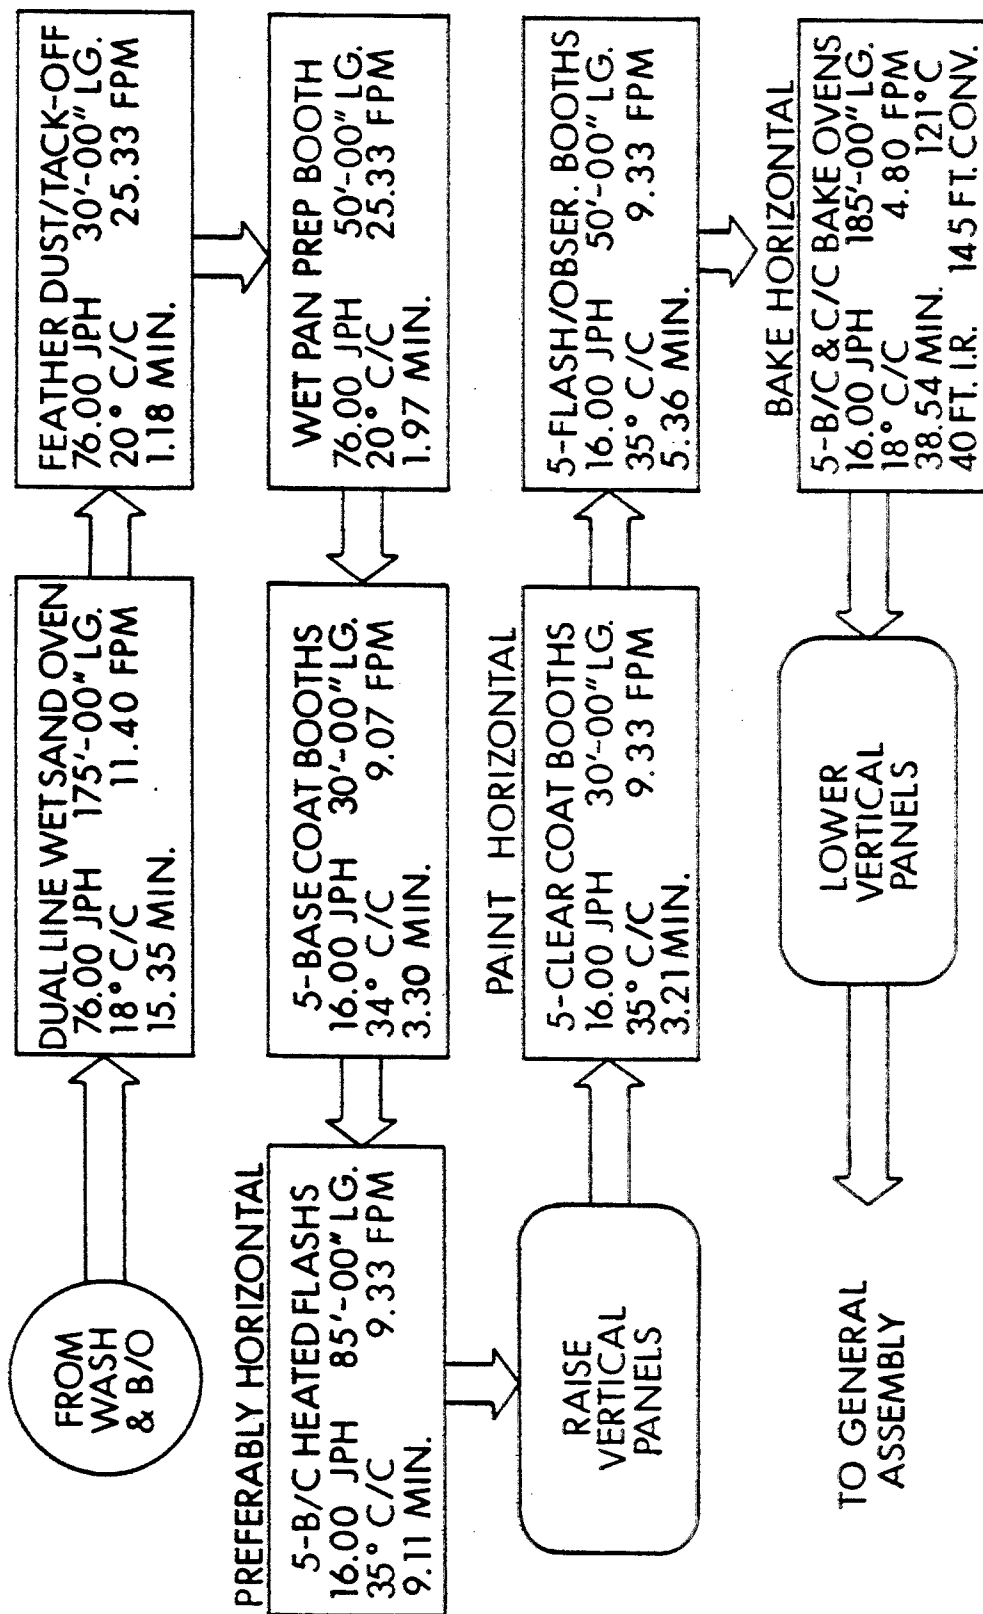 FROM
WASH
& B/O
DUAL LINE WET SAND OVEN
76.00 JPH 175'-00" LG.
18° C/C 11.40 FPM
15.35 MIN.
FEATHER DUST/TACK-OFF
76.00 JPH 30'-00" LG.
20° C/C 25.33 FPM
1.18 MIN.
WET PAN PREP BOOTH
76.00 JPH 50'-00" LG.
20° C/C 25.33 FPM
1.97 MIN.
5-BASE COAT BOOTHS
16.00 JPH 30'-00" LG.
34° C/C 9.07 FPM
3.30 MIN.
PREFERABLY HORIZONTAL
5-B/C HEATED FLASHS
16.00 JPH 85'-00" LG.
35° C/C 9.33 FPM
9.11 MIN.
RAISE
VERTICAL
PANELS
PAINT HORIZONTAL
5-CLEAR COAT BOOTHS
16.00 JPH 30'-00" LG.
35° C/C 9.33 FPM
3.21 MIN.
5-FLASH/OBSER. BOOTHS
16.00 JPH 50'-00" LG.
35° C/C 9.33 FPM
5.36 MIN.
BAKE HORIZONTAL
5-B/C & C/C BAKE OVENS
16.00 JPH 185'-00" LG.
18° C/C 4.80 FPM
38.54 MIN. 121°C
40 FT. I.R. 145 FT. CONV.
LOWER
VERTICAL
PANELS
TO GENERAL
ASSEMBLY